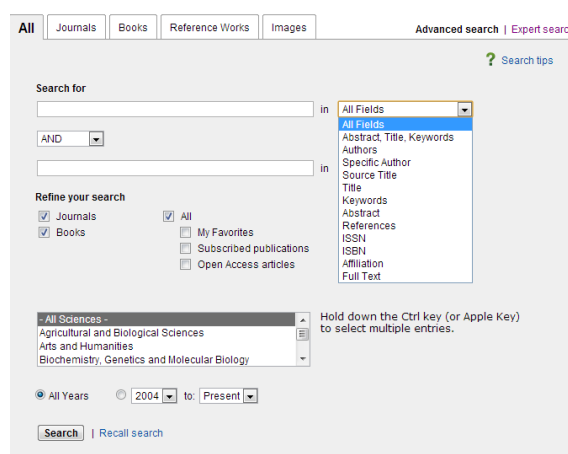 All Journals Books Reference Works Images Advanced search | Expert searc
? Search tips
Search for
in All Fields
All Fields
Abstract, Title, Keywords
Authors
Specific Author
Source Title
Title
Keywords
Abstract
References
ISSN
ISBN
Affiliation
Full Text
AND
in
Refine your search
Journals All
Books My Favorites
Subscribed publications
Open Access articles
- All Sciences -
Agricultural and Biological Sciences
Arts and Humanities
Biochemistry, Genetics and Molecular Biology
Hold down the Ctrl key (or Apple Key)
to select multiple entries.
All Years 2004 to: Present
Search | Recall search